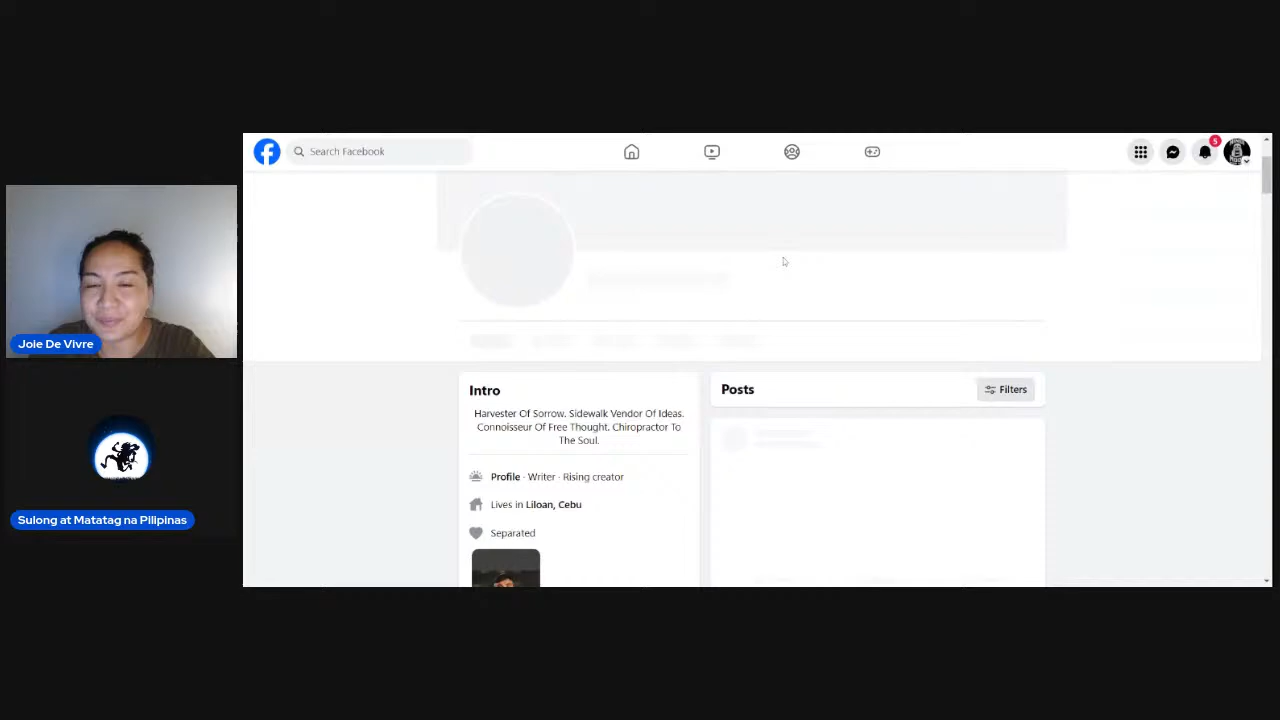 Search Facebook
5
Joie De Vivre
Sulong at Matatag na Pilipinas
Intro
Harvester Of Sorrow. Sidewalk Vendor Of Ideas.
Connoisseur Of Free Thought. Chiropractor To
The Soul.
Profile · Writer · Rising creator
Lives in Liloan, Cebu
Separated
Posts
Filters